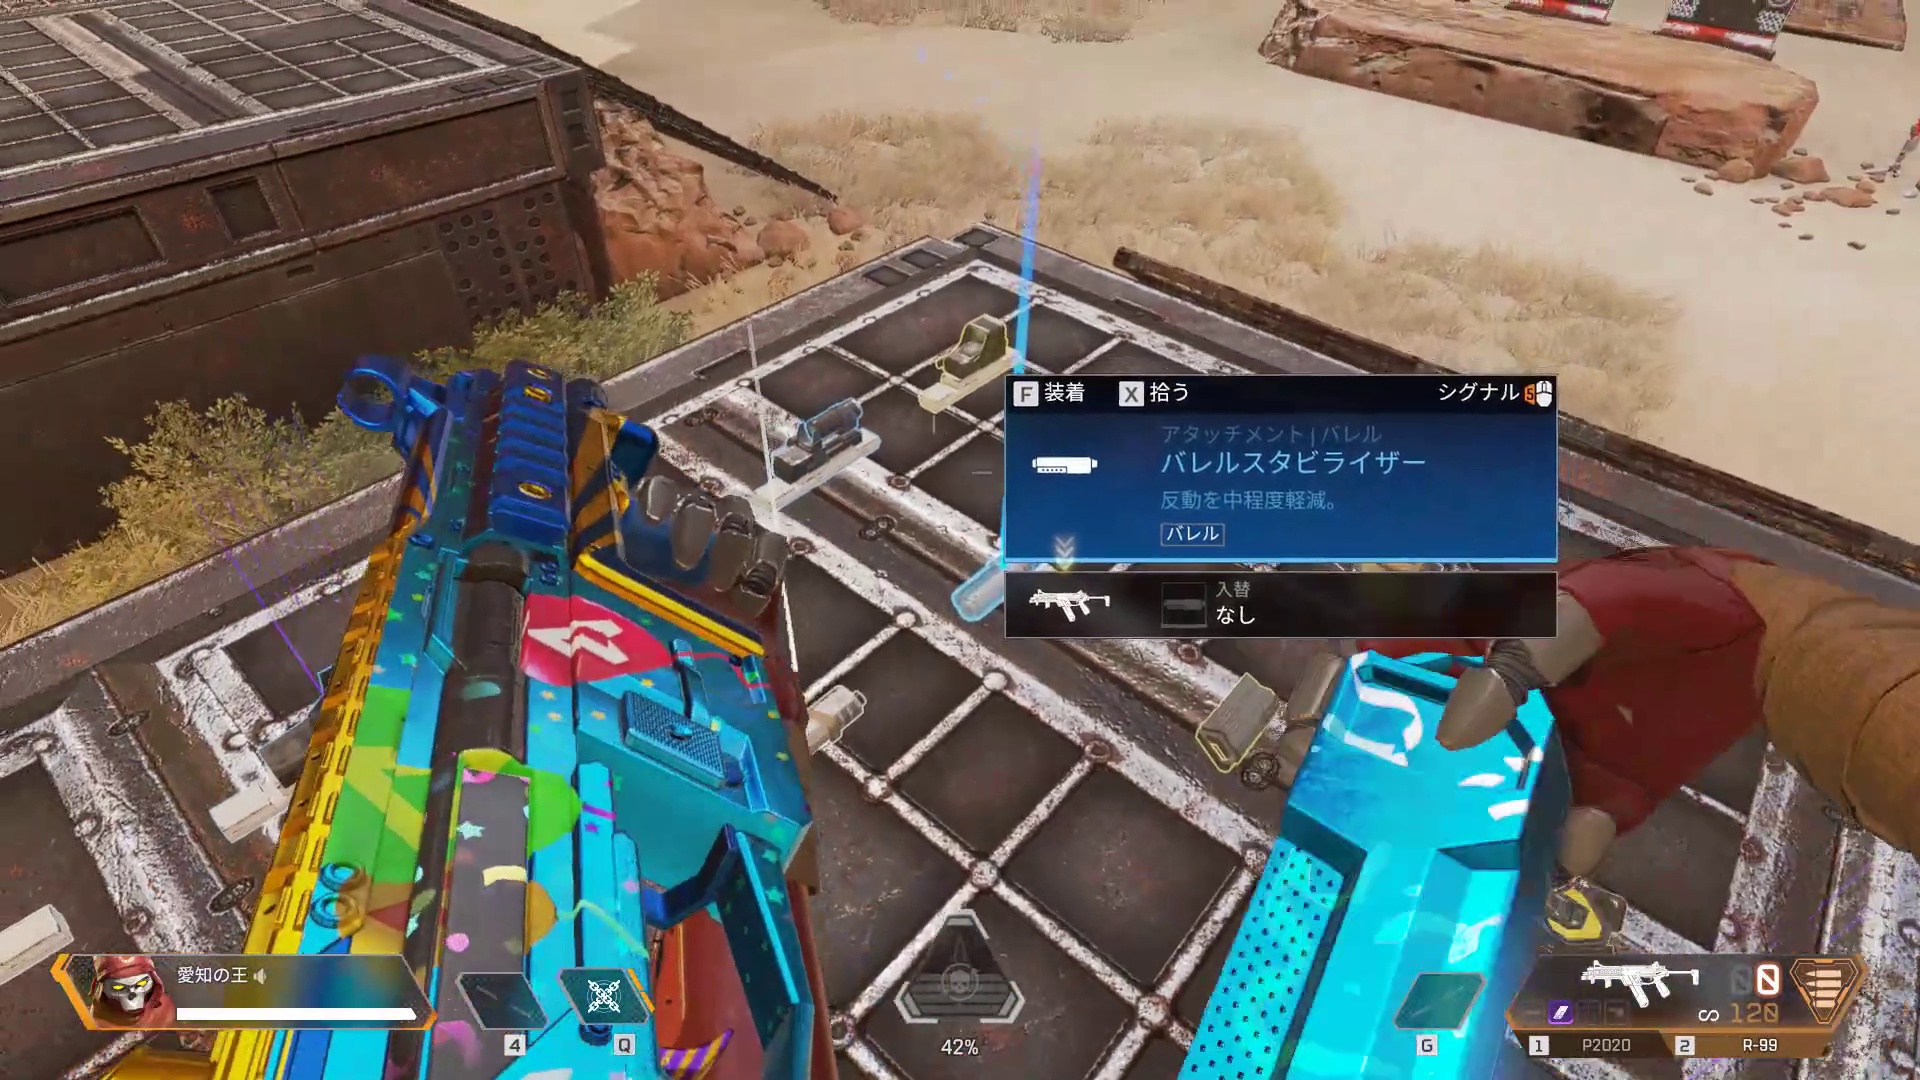 F 装着 X 拾う シグナル 5
アタッチメント | バレル
バレルスタビライザー
反動を中程度軽減。
バレル
入替
なし
愛知の王
4
Q
42%
G
00
∞ 120
1 P2020 2 R-99